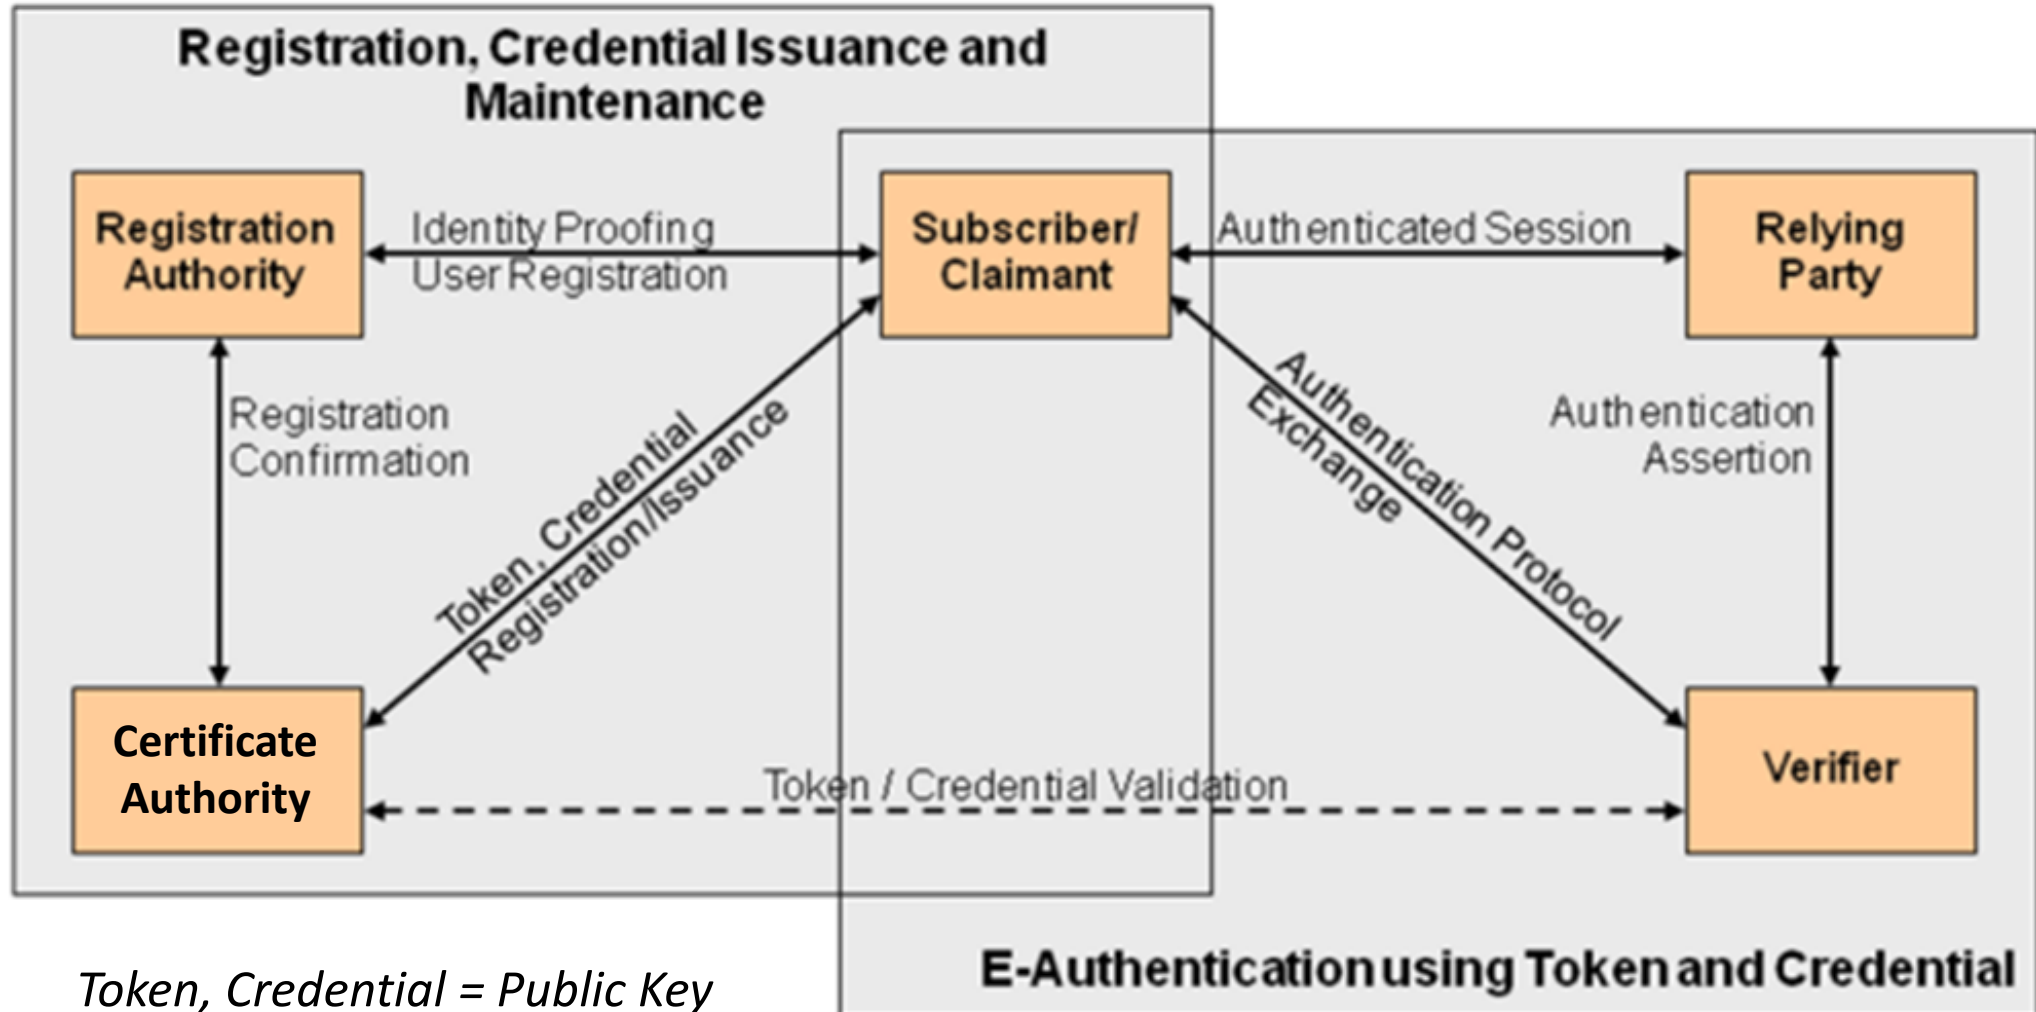 Registration, Credential Issuance and
Maintenance
Registration
Authority
Identity Proofing
User Registration
Subscriber/
Claimant
Authenticated Session
Relying
Party
Registration
Confirmation
Token, Credential
Registration/Issuance
Authentication Protocol
Exchange
Authentication
Assertion
Certificate
Authority
Token / Credential Validation
Verifier
E-Authentication using Token and Credential
Token, Credential = Public Key